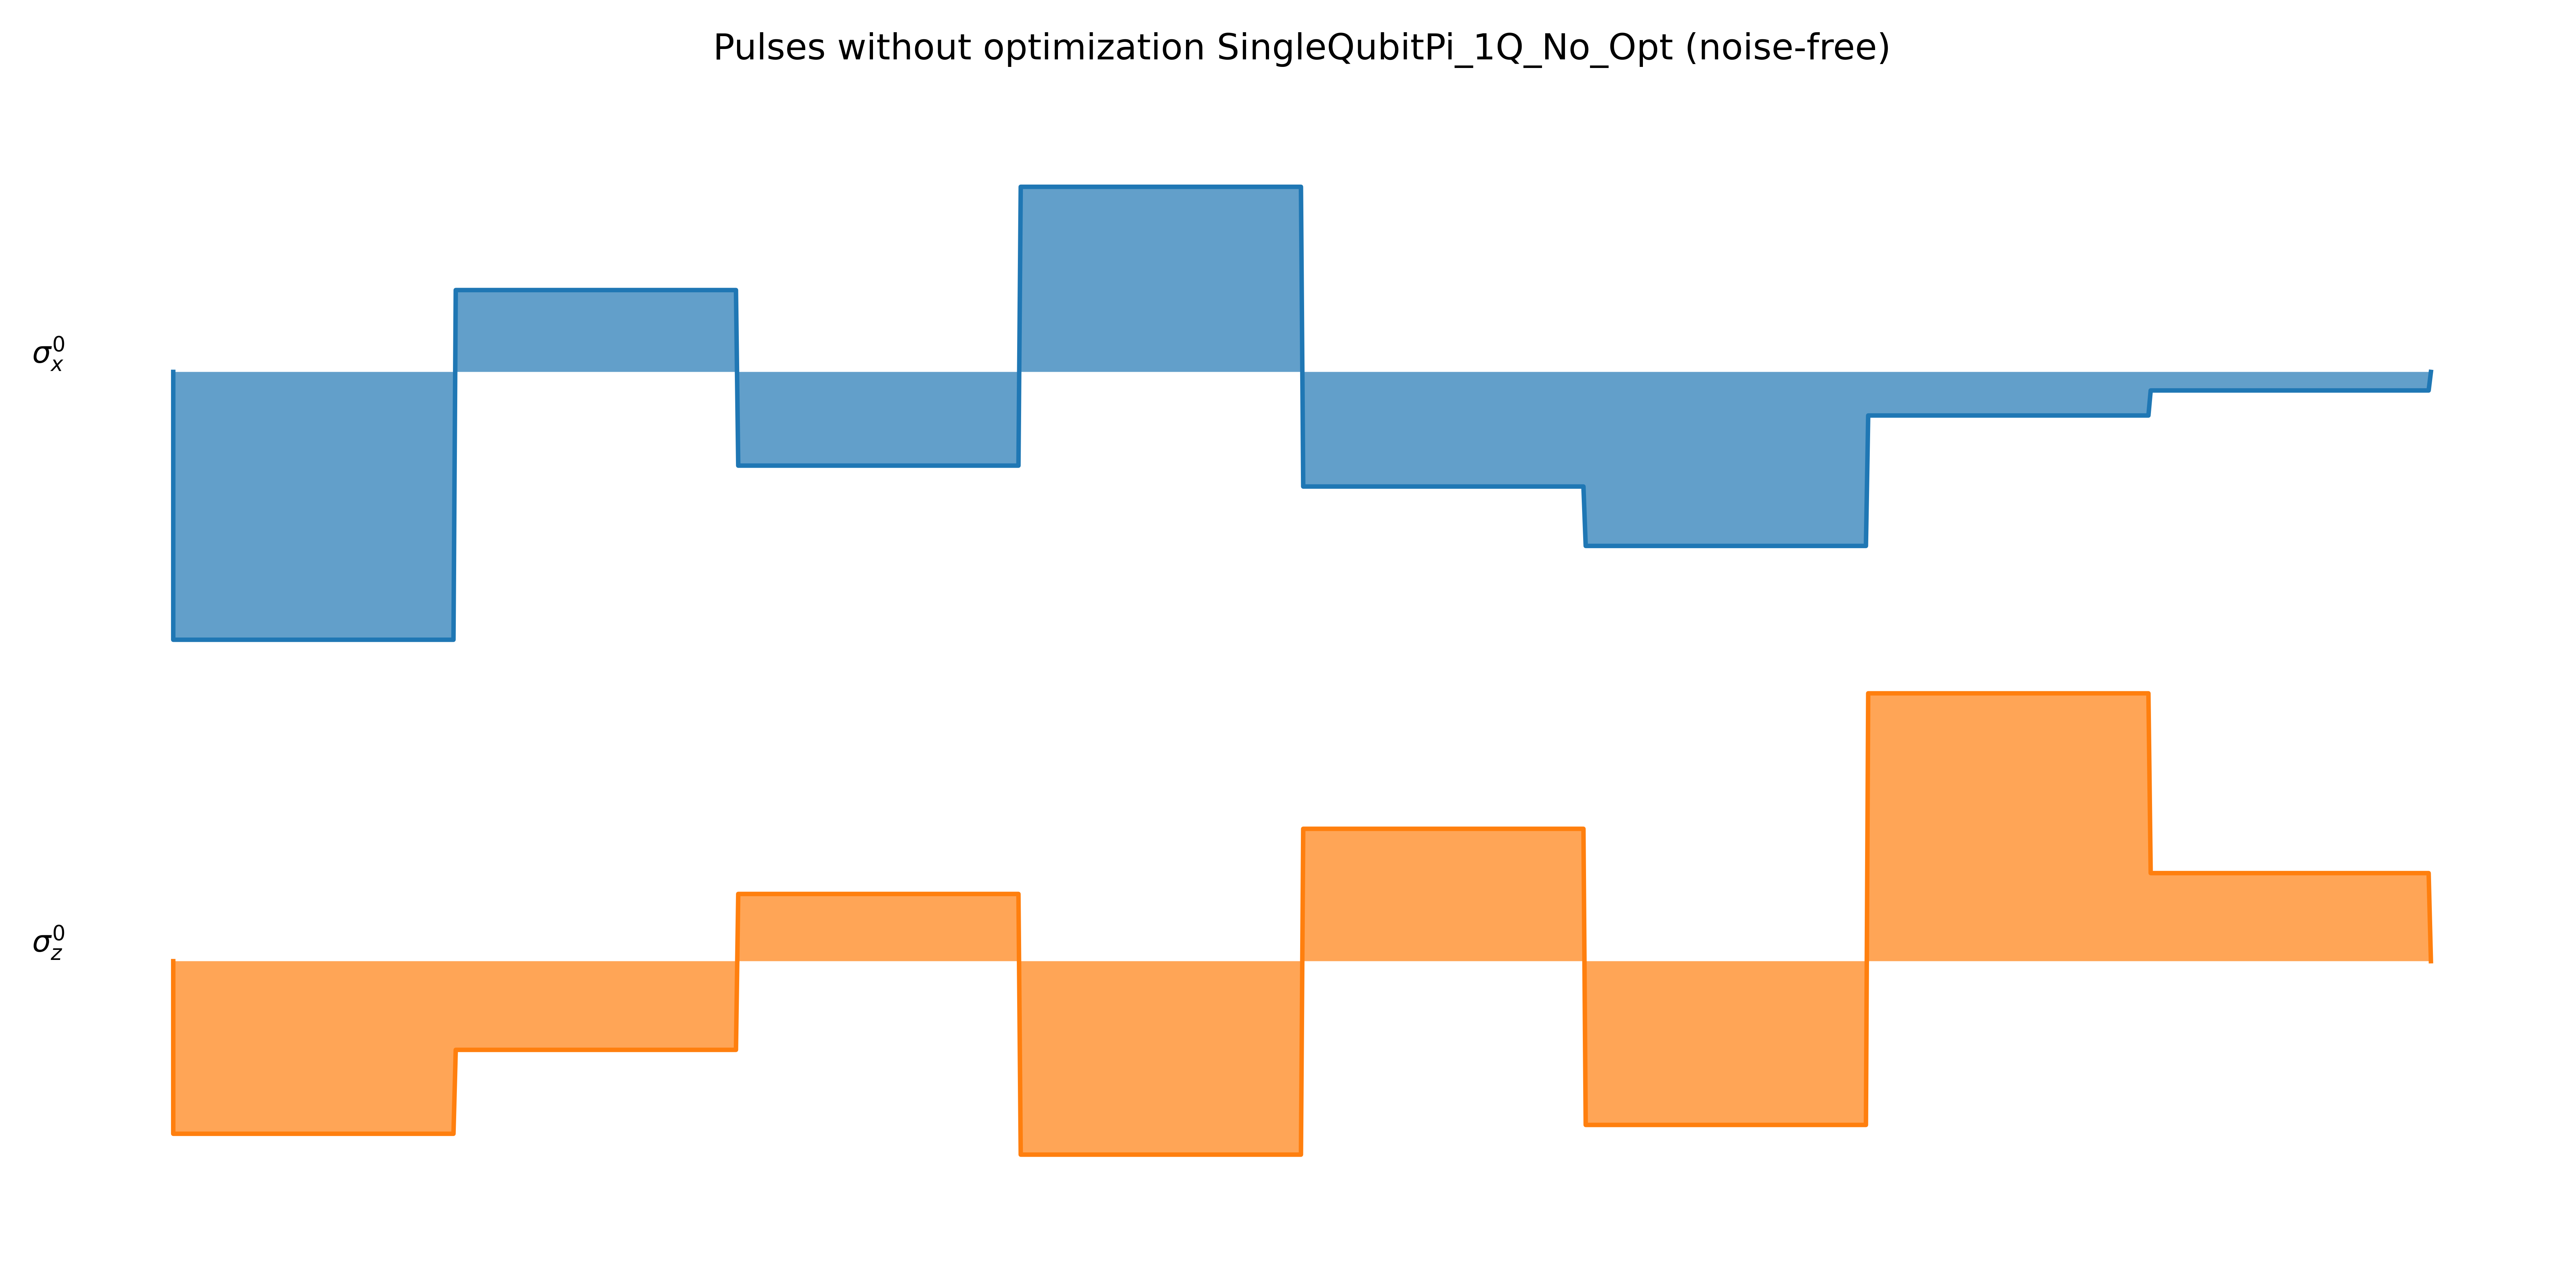 Pulses without optimization SingleQubitPi_1Q_No_Opt (noise-free)
σ_x^0
σ_z^0